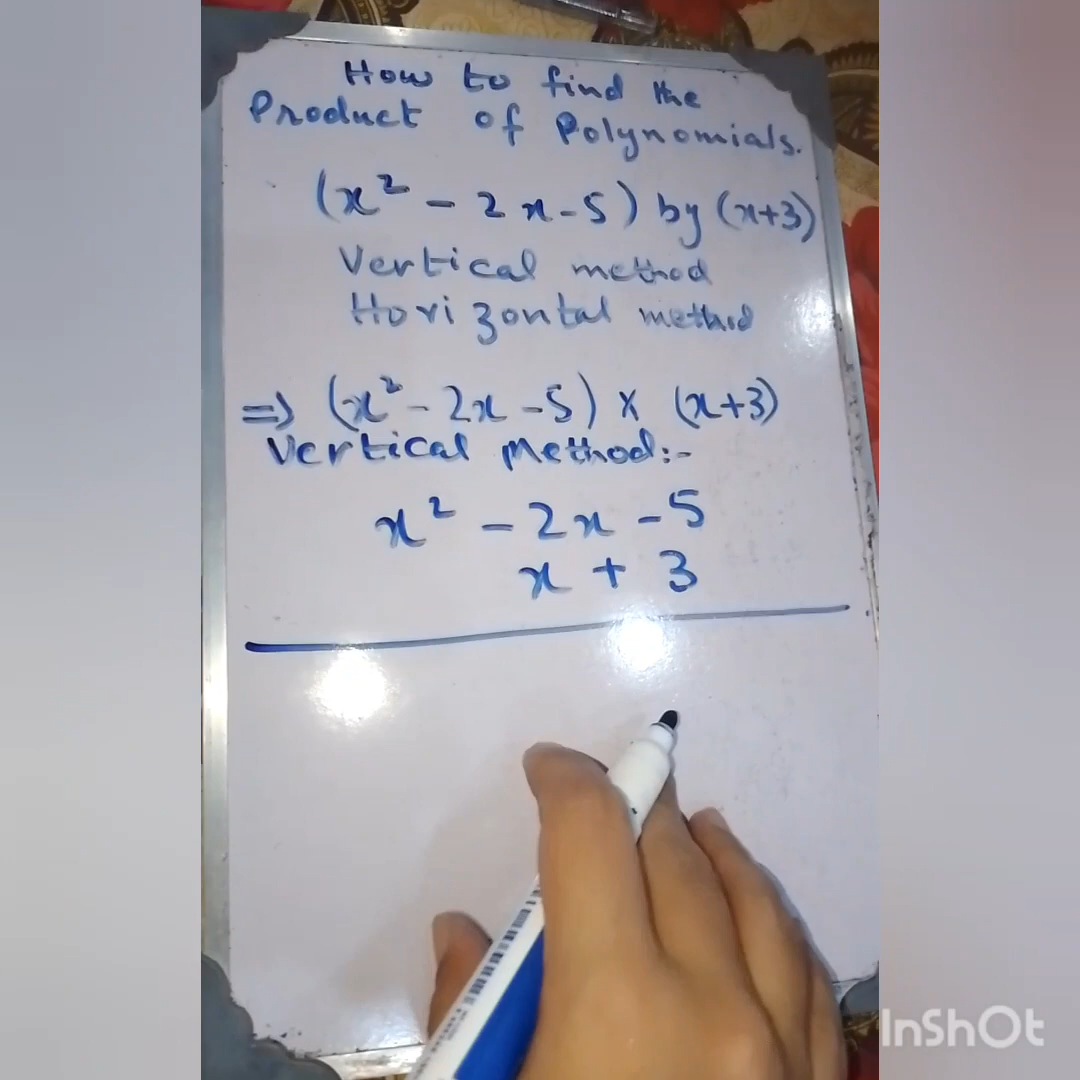 How to find the
Product of Polynomials.
(x² - 2x - 5) by (x+3)
Vertical method
Horizontal method
=> (x² - 2x - 5) × (x+3)
Vertical Method:-
x² - 2x - 5
x + 3
InShOt